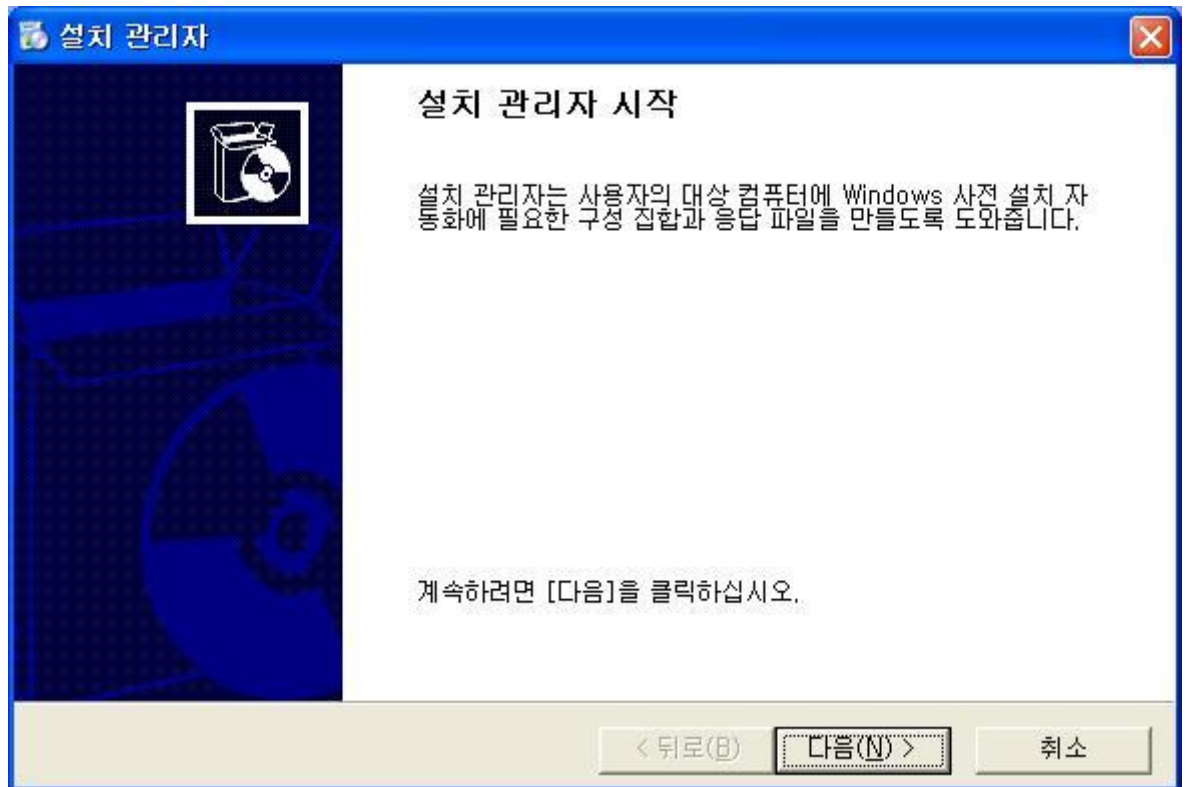 설치 관리자
설치 관리자 시작
설치 관리자는 사용자의 대상 컴퓨터에 Windows 사전 설치 자
동화에 필요한 구성 집합과 응답 파일을 만들도록 도와줍니다.
계속하려면 [다음]을 클릭하십시오.
< 뒤로(B) 다음(N) > 취소